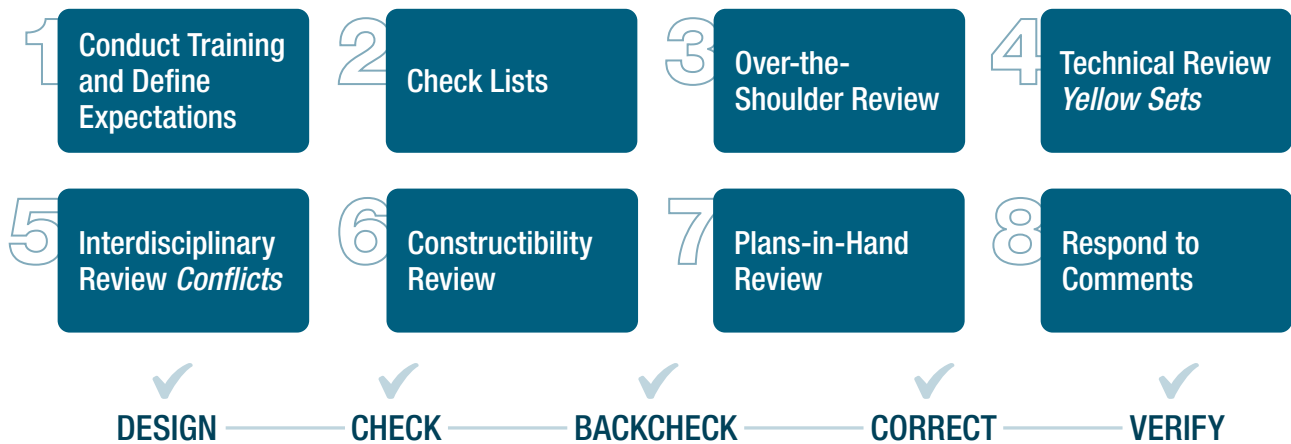 1
Conduct Training
and Define
Expectations
2
Check Lists
3
Over-the-
Shoulder Review
4
Technical Review
Yellow Sets
5
Interdisciplinary
Review Conflicts
6
Constructibility
Review
7
Plans-in-Hand
Review
8
Respond to
Comments
DESIGN CHECK BACKCHECK CORRECT VERIFY